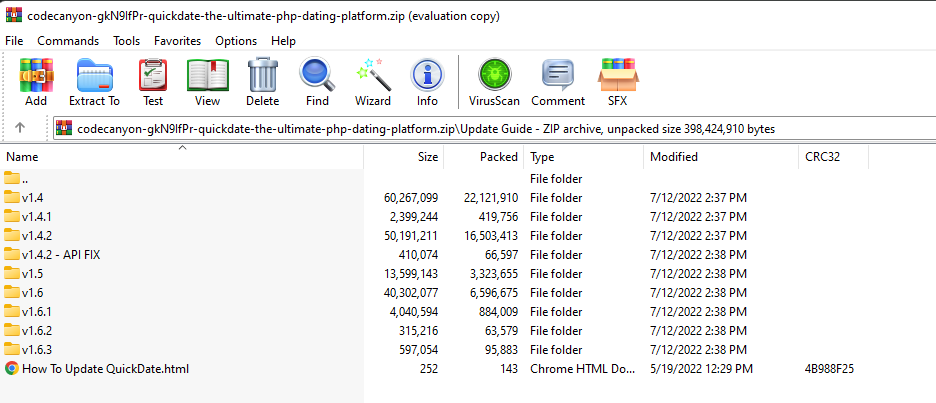 codecanyon-gkN9lfPr-quickdate-the-ultimate-php-dating-platform.zip (evaluation copy)
File Commands Tools Favorites Options Help
Add Extract To Test View Delete Find Wizard Info VirusScan Comment SFX
codecanyon-gkN9lfPr-quickdate-the-ultimate-php-dating-platform.zip\Update Guide - ZIP archive, unpacked size 398,424,910 bytes
Name Size Packed Type Modified CRC32
.. File folder
v1.4 60,267,099 22,121,910 File folder 7/12/2022 2:37 PM
v1.4.1 2,399,244 419,756 File folder 7/12/2022 2:37 PM
v1.4.2 50,191,211 16,503,413 File folder 7/12/2022 2:37 PM
v1.4.2 - API FIX 410,074 66,597 File folder 7/12/2022 2:38 PM
v1.5 13,599,143 3,323,655 File folder 7/12/2022 2:38 PM
v1.6 40,302,077 6,596,675 File folder 7/12/2022 2:38 PM
v1.6.1 4,040,594 884,009 File folder 7/12/2022 2:38 PM
v1.6.2 315,216 63,579 File folder 7/12/2022 2:38 PM
v1.6.3 597,054 95,883 File folder 7/12/2022 2:38 PM
How To Update QuickDate.html 252 143 Chrome HTML Do... 5/19/2022 12:29 PM 4B988F25